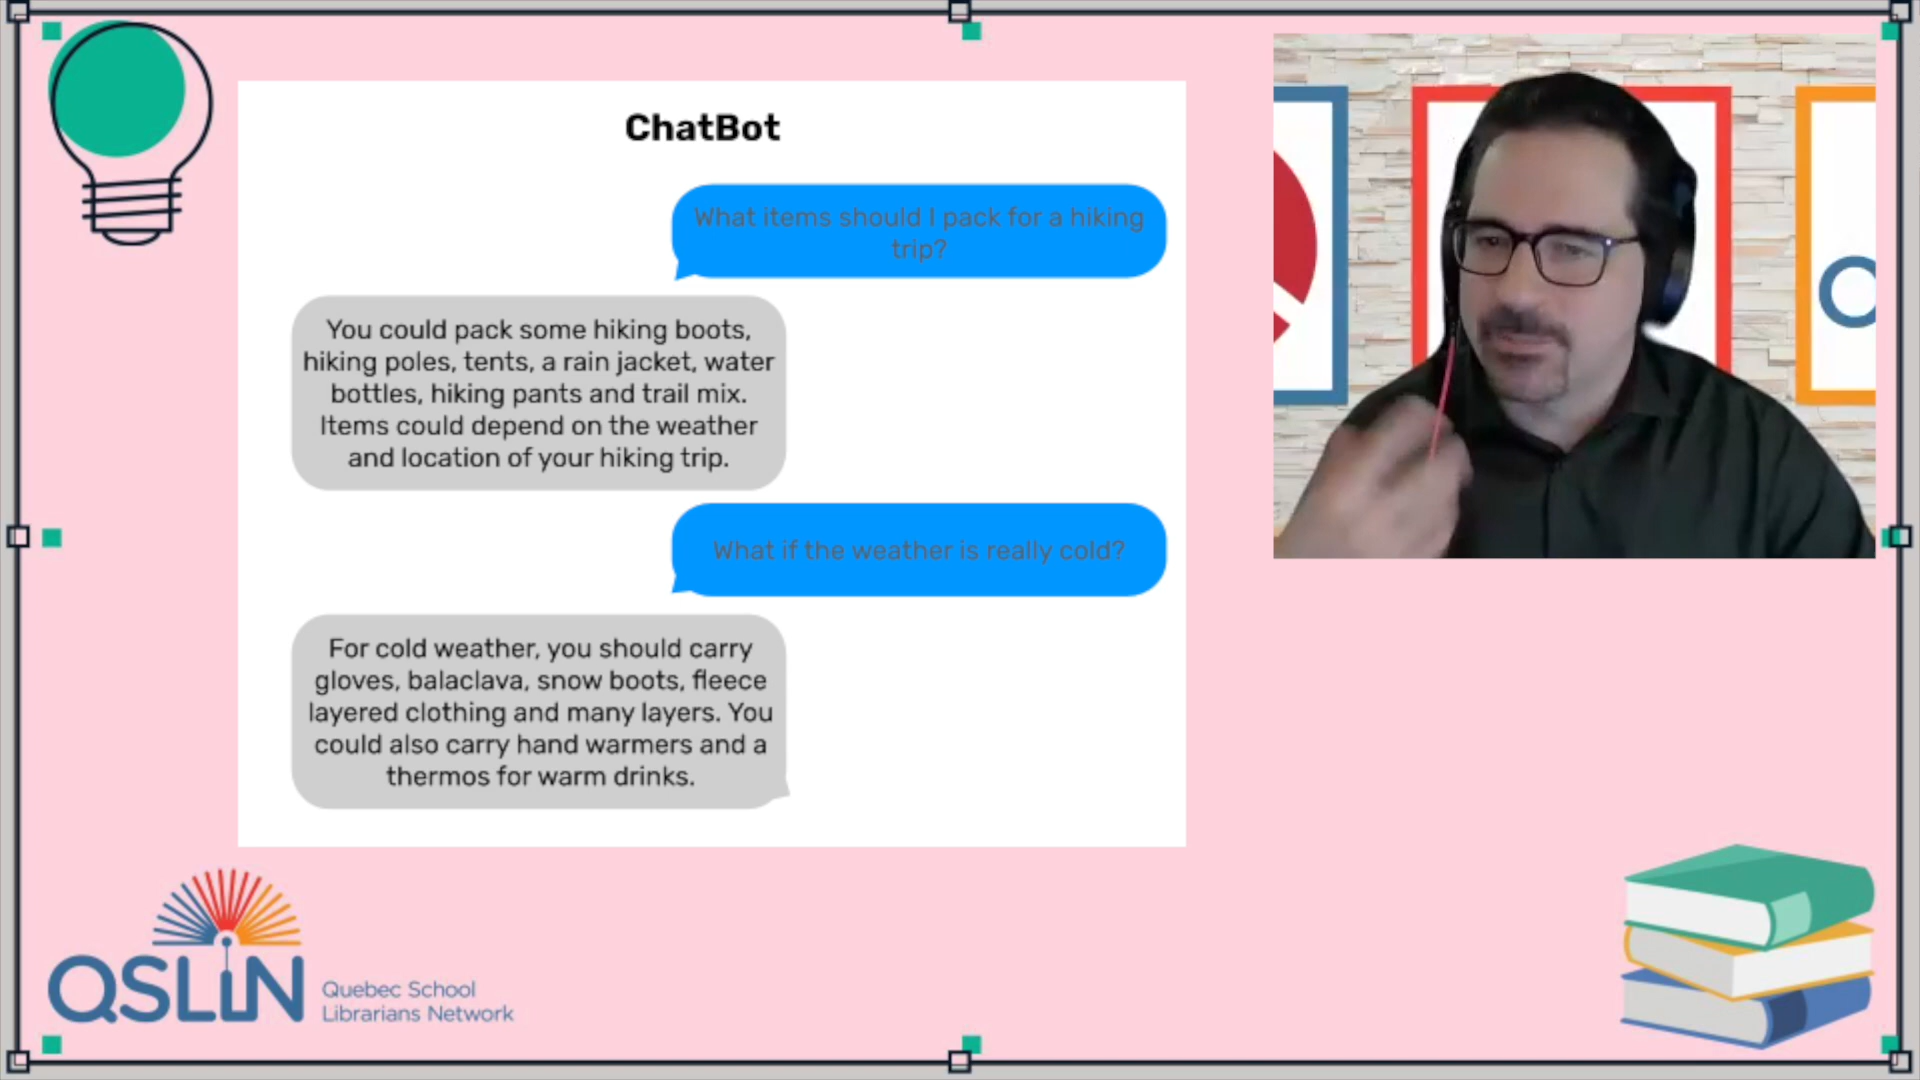 ChatBot
What items should I pack for a hiking
trip?
You could pack some hiking boots,
hiking poles, tents, a rain jacket, water
bottles, hiking pants and trail mix.
Items could depend on the weather
and location of your hiking trip.
What if the weather is really cold?
For cold weather, you should carry
gloves, balaclava, snow boots, fleece
layered clothing and many layers. You
could also carry hand warmers and a
thermos for warm drinks.
QSLiN
Quebec School
Librarians Network